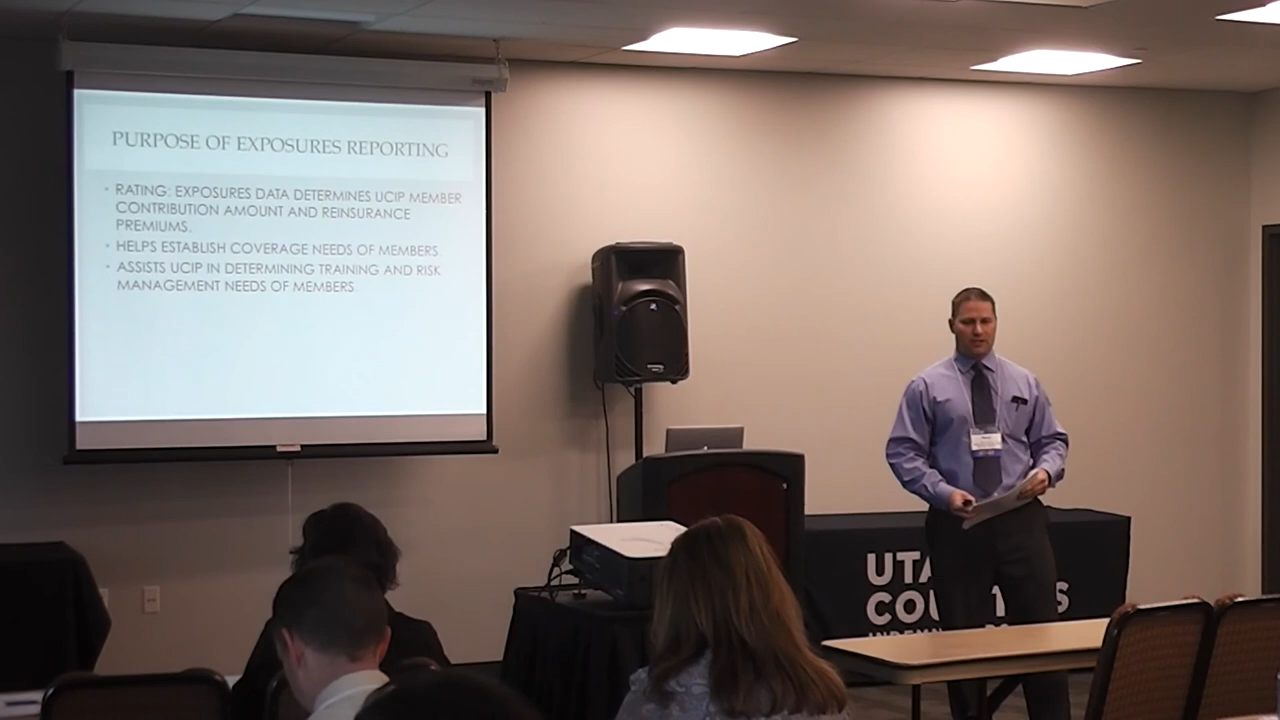 PURPOSE OF EXPOSURES REPORTING
• RATING: EXPOSURES DATA DETERMINES UCIP MEMBER
CONTRIBUTION AMOUNT AND REINSURANCE
PREMIUMS.
• HELPS ESTABLISH COVERAGE NEEDS OF MEMBERS.
• ASSISTS UCIP IN DETERMINING TRAINING AND RISK
MANAGEMENT NEEDS OF MEMBERS
UTA
COU